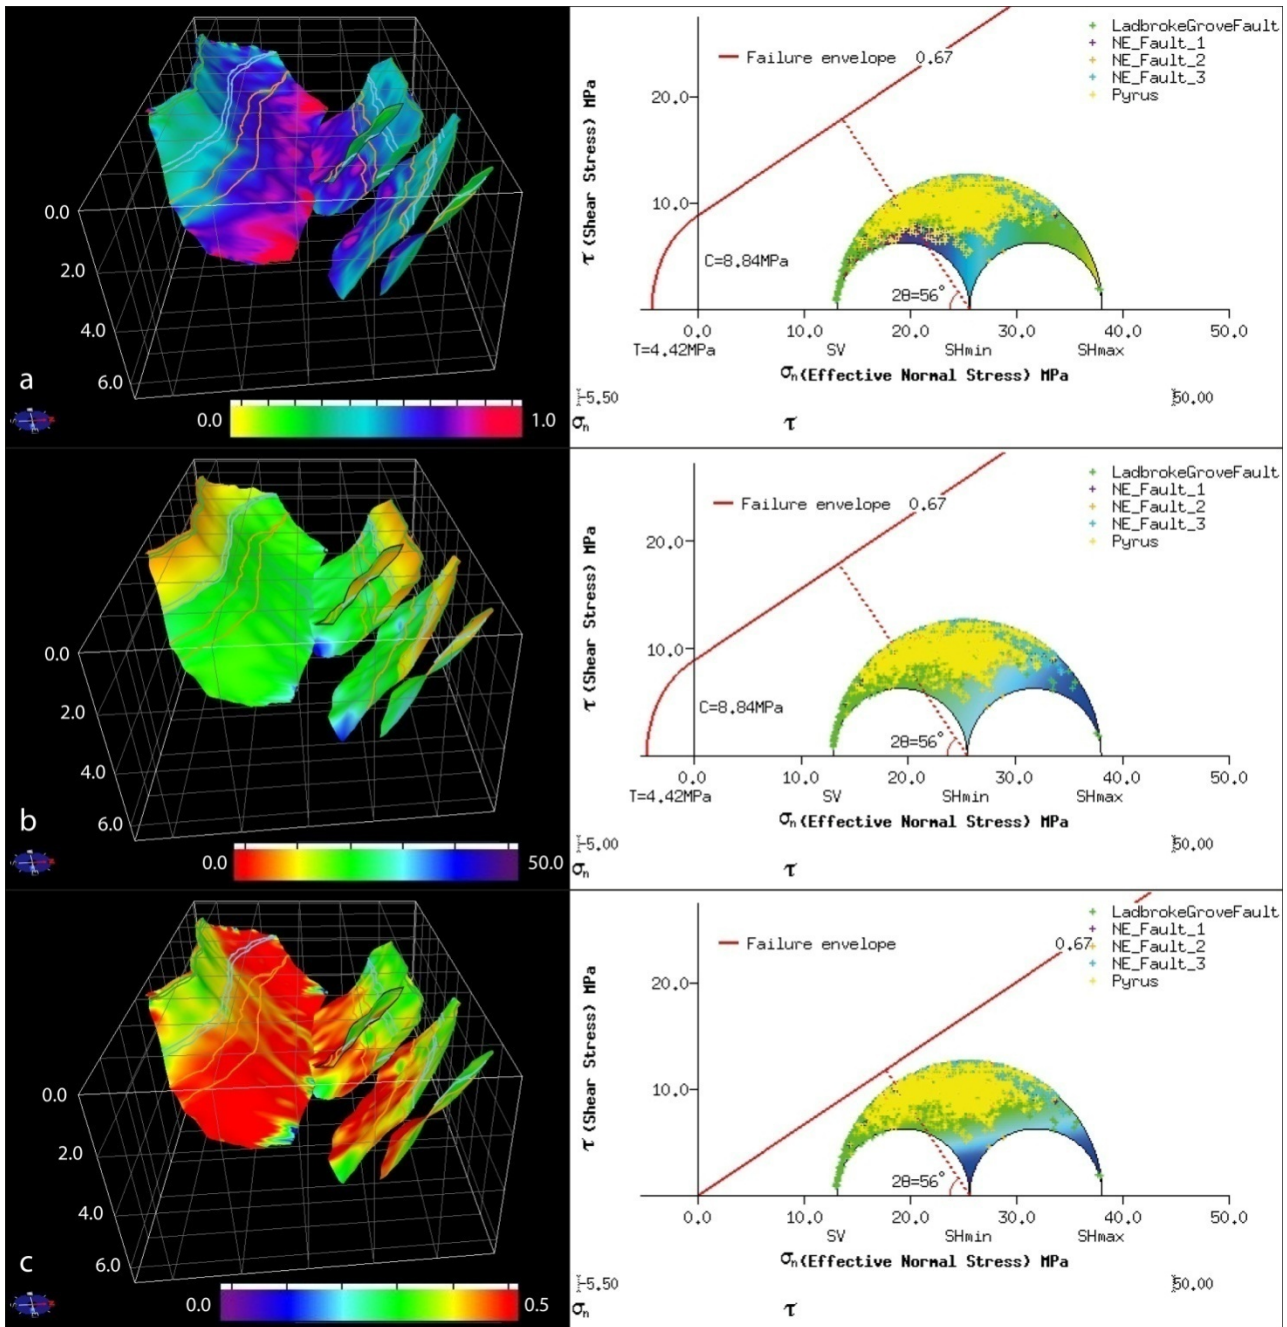 0.0
2.0
4.0
6.0
a
0.0
1.0
Failure envelope 0.67
LadbrokeGroveFault
NE_Fault_1
NE_Fault_2
NE_Fault_3
Pyrus
τ (Shear Stress) MPa
20.0
10.0
C=8.84MPa
2θ=56°
0.0 10.0 20.0 30.0 40.0 50.0
T=4.42MPa SV SHmin SHmax
σn (Effective Normal Stress) MPa
-5.50 50.00
σn τ
0.0
2.0
4.0
6.0
b
0.0
50.0
Failure envelope 0.67
LadbrokeGroveFault
NE_Fault_1
NE_Fault_2
NE_Fault_3
Pyrus
τ (Shear Stress) MPa
20.0
10.0
C=8.84MPa
2θ=56°
0.0 10.0 20.0 30.0 40.0 50.0
T=4.42MPa SV SHmin SHmax
σn (Effective Normal Stress) MPa
-5.00 50.00
σn τ
0.0
2.0
4.0
6.0
c
0.0
0.5
Failure envelope 0.67
LadbrokeGroveFault
NE_Fault_1
NE_Fault_2
NE_Fault_3
Pyrus
τ (Shear Stress) MPa
20.0
10.0
2θ=56°
0.0 10.0 20.0 30.0 40.0 50.0
SV SHmin SHmax
σn (Effective Normal Stress) MPa
-5.50 50.00
σn τ